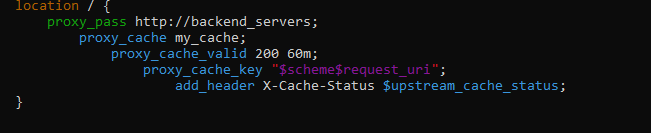 location / {
    proxy_pass http://backend_servers;
        proxy_cache my_cache;
            proxy_cache_valid 200 60m;
                proxy_cache_key "$scheme$request_uri";
                    add_header X-Cache-Status $upstream_cache_status;
}